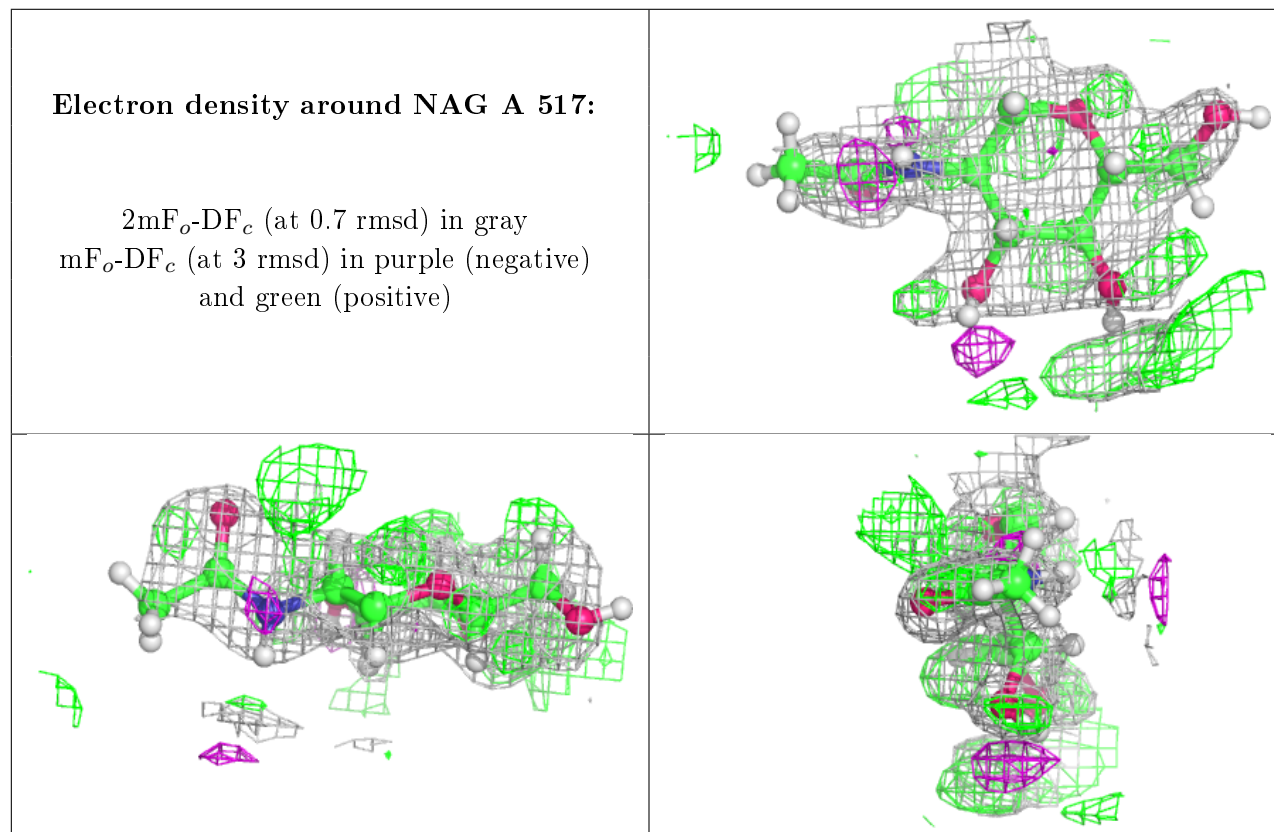 Electron density around NAG A 517:
2mFₒ-DF𝒸 (at 0.7 rmsd) in gray
mFₒ-DF𝒸 (at 3 rmsd) in purple (negative)
and green (positive)